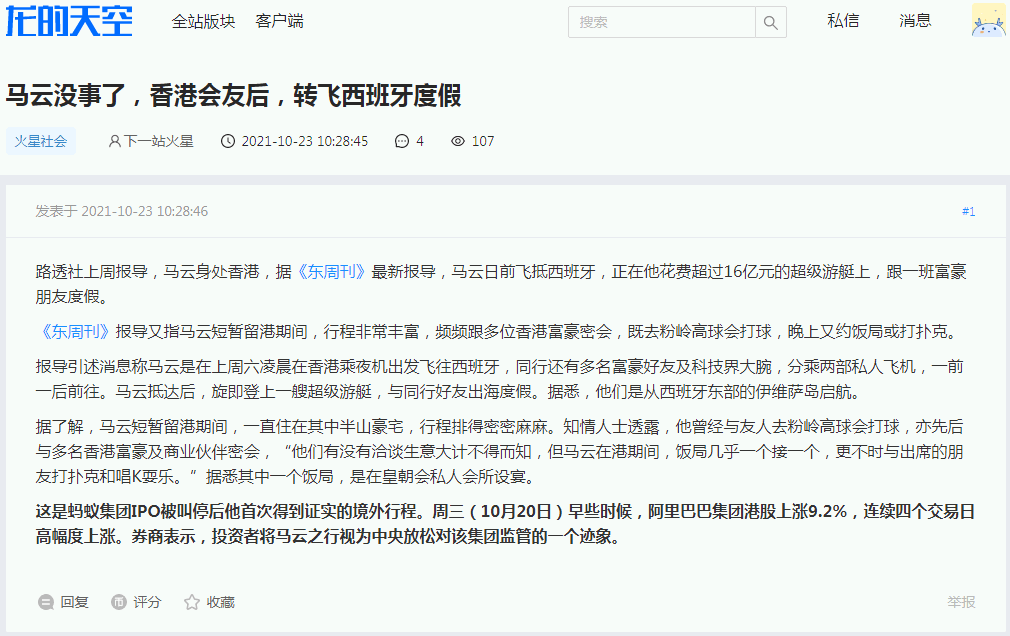 龙的天空 全站版块 客户端 搜索 私信 消息
马云没事了，香港会友后，转飞西班牙度假
火星社会 下一站火星 2021-10-23 10:28:45 4 107
发表于 2021-10-23 10:28:46 #1
路透社上周报导，马云身处香港，据《东周刊》最新报导，马云日前飞抵西班牙，正在他花费超过16亿元的超级游艇上，跟一班富豪
朋友度假。
《东周刊》报导又指马云短暂留港期间，行程非常丰富，频频跟多位香港富豪密会，既去粉岭高球会打球，晚上又约饭局或打扑克。
报导引述消息称马云是在上周六凌晨在香港乘夜机出发飞往西班牙，同行还有多名富豪好友及科技界大腕，分乘两部私人飞机，一前
一后前往。马云抵达后，旋即登上一艘超级游艇，与同行好友出海度假。据悉，他们是从西班牙东部的伊维萨岛启航。
据了解，马云短暂留港期间，一直住在其中半山豪宅，行程排得密密麻麻。知情人士透露，他曾经与友人去粉岭高球会打球，亦先后
与多名香港富豪及商业伙伴密会，“他们有没有洽谈生意大计不得而知，但马云在港期间，饭局几乎一个接一个，更不时与出席的朋
友打扑克和唱K耍乐。”据悉其中一个饭局，是在皇朝会私人会所设宴。
这是蚂蚁集团IPO被叫停后他首次得到证实的境外行程。周三（10月20日）早些时候，阿里巴巴集团港股上涨9.2%，连续四个交易日
高幅度上涨。券商表示，投资者将马云之行视为中央放松对该集团监管的一个迹象。
回复 评分 收藏 举报